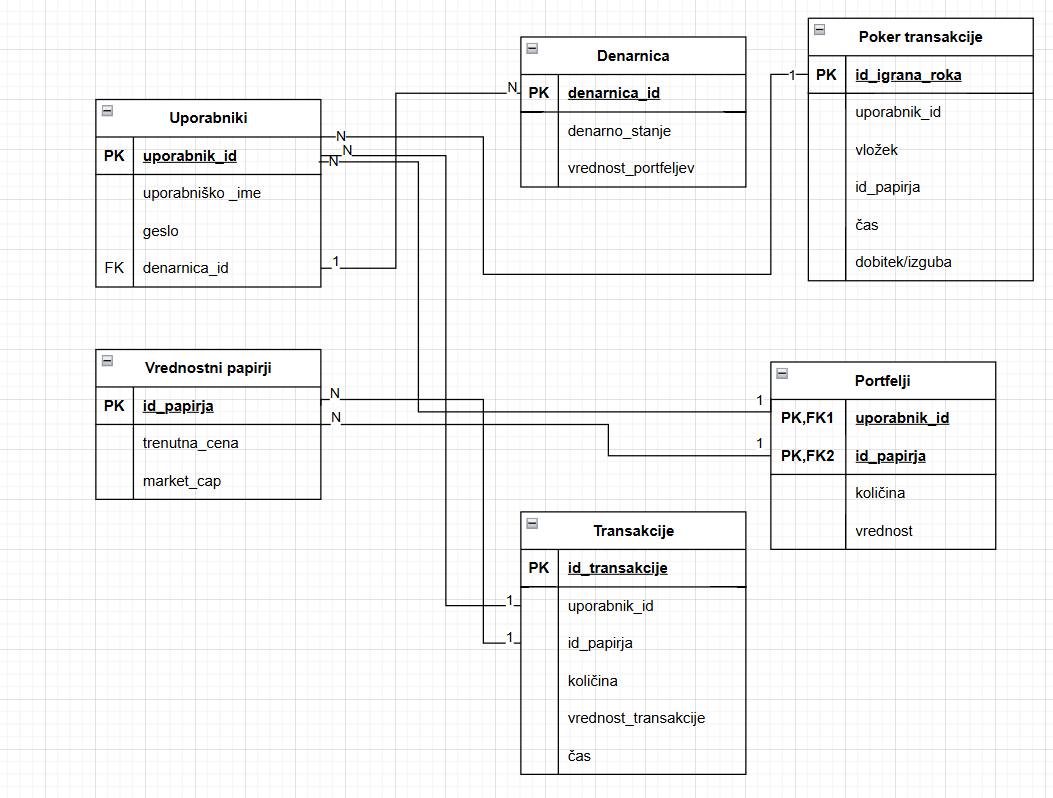 Uporabniki
PK uporabnik_id
uporabniško _ime
geslo
FK denarnica_id
Denarnica
PK denarnica_id
denarno_stanje
vrednost_portfeljev
Poker transakcije
PK id_igrana_roka
uporabnik_id
vložek
id_papirja
čas
dobitek/izguba
N
N
N
1
N
1
Vrednostni papirji
PK id_papirja
trenutna_cena
market_cap
N
N
Portfelji
PK,FK1 uporabnik_id
PK,FK2 id_papirja
količina
vrednost
1
1
Transakcije
PK id_transakcije
uporabnik_id
id_papirja
količina
vrednost_transakcije
čas
1
1